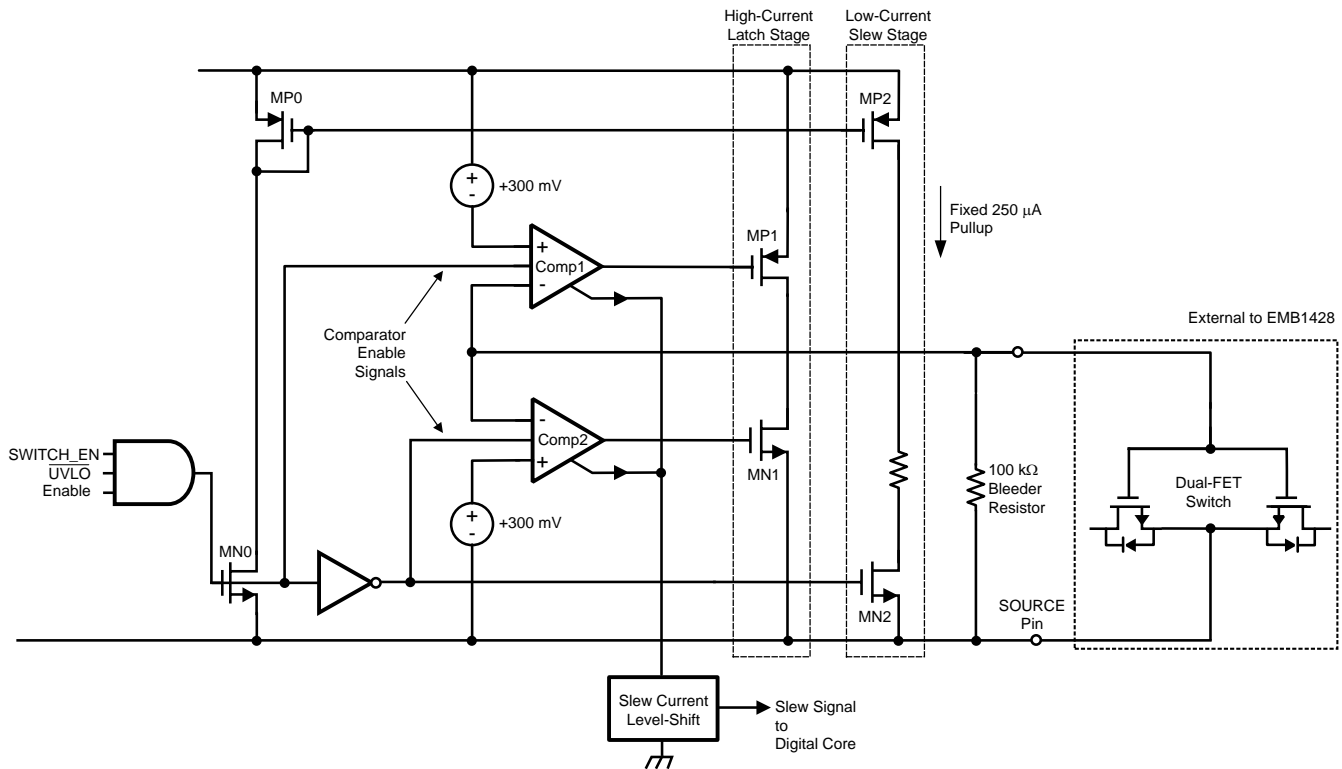 High-Current
Latch Stage
Low-Current
Slew Stage
MP0
MP2
+300 mV
Fixed 250 μA
Pullup
MP1
+
Comp1
-
External to EMB1428
Comparator
Enable
Signals
-
Comp2
+
SWITCH_EN
UVLO
Enable
MN1
100 kΩ
Bleeder
Resistor
Dual-FET
Switch
+300 mV
MN0
SOURCE
Pin
MN2
Slew Current
Level-Shift
Slew Signal
to
Digital Core